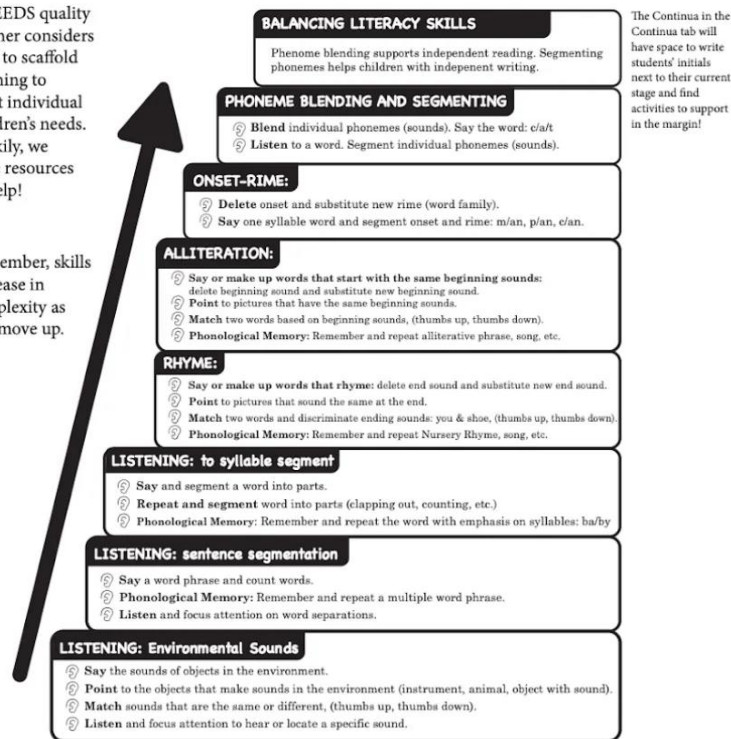 EEDS quality
her considers
to scaffold
ning to
t individual
dren's needs.
kily, we
resources
elp!
ember, skills
ease in
plexity as
move up.
BALANCING LITERACY SKILLS
Phenome blending supports independent reading. Segmenting
phonemes helps children with indepenent writing.
PHONEME BLENDING AND SEGMENTING
Blend individual phonemes (sounds). Say the word: c/a/t
Listen to a word. Segment individual phonemes (sounds).
ONSET-RIME:
Delete onset and substitute new rime (word family).
Say one syllable word and segment onset and rime: m/an, p/an, c/an.
ALLITERATION:
Say or make up words that start with the same beginning sounds:
delete beginning sound and substitute new beginning sound.
Point to pictures that have the same beginning sounds.
Match two words based on beginning sounds, (thumbs up, thumbs down).
Phonological Memory: Remember and repeat alliterative phrase, song, etc.
RHYME:
Say or make up words that rhyme: delete end sound and substitute new end sound.
Point to pictures that sound the same at the end.
Match two words and discriminate ending sounds: you & shoe, (thumbs up, thumbs down).
Phonological Memory: Remember and repeat Nursery Rhyme, song, etc.
LISTENING: to syllable segment
Say and segment a word into parts.
Repeat and segment word into parts (clapping out, counting, etc.)
Phonological Memory: Remember and repeat the word with emphasis on syllables: ba/by
LISTENING: sentence segmentation
Say a word phrase and count words.
Phonological Memory: Remember and repeat a multiple word phrase.
Listen and focus attention on word separations.
LISTENING: Environmental Sounds
Say the sounds of objects in the environment.
Point to the objects that make sounds in the environment (instrument, animal, object with sound).
Match sounds that are the same or different, (thumbs up, thumbs down).
Listen and focus attention to hear or locate a specific sound.
The Continua in the
Continua tab will
have space to write
students' initials
next to their current
stage and find
activities to support
in the margin!